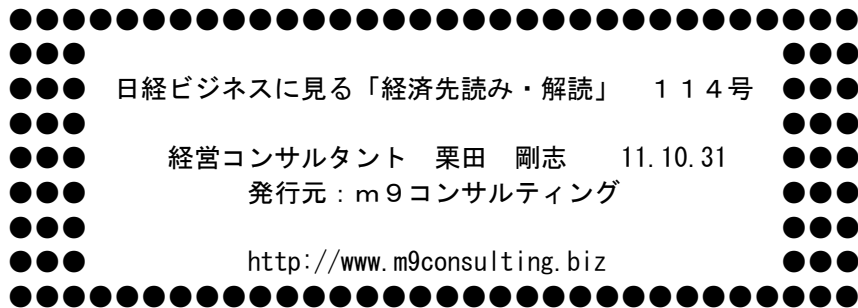 ●●●●●●●●●●●●●●●●●●●●●●●●●●●●●●●●
●●● ●●●
●●● 日経ビジネスに見る「経済先読み・解読」　１１４号 ●●●
●●● ●●●
●●● 経営コンサルタント　栗田　剛志　　11.10.31 ●●●
●●● 発行元：ｍ９コンサルティング ●●●
●●● ●●●
●●● http://www.m9consulting.biz ●●●
●●●●●●●●●●●●●●●●●●●●●●●●●●●●●●●●